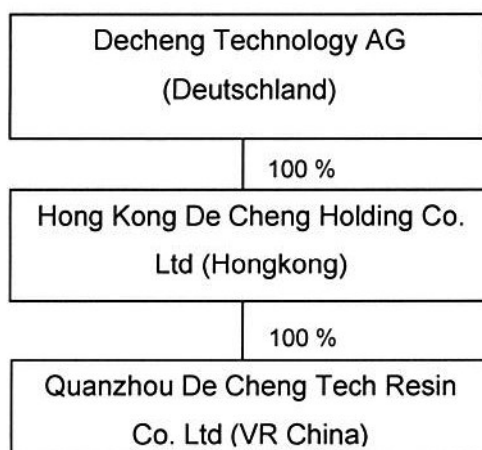 Decheng Technology AG
(Deutschland)
100 %
Hong Kong De Cheng Holding Co.
Ltd (Hongkong)
100 %
Quanzhou De Cheng Tech Resin
Co. Ltd (VR China)